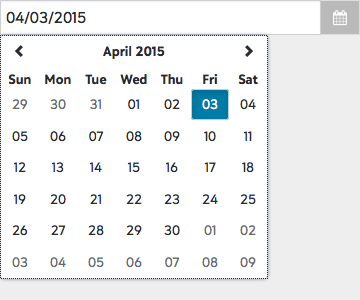 04/03/2015
April 2015
Sun Mon Tue Wed Thu Fri Sat
29 30 31 01 02 03 04
05 06 07 08 09 10 11
12 13 14 15 16 17 18
19 20 21 22 23 24 25
26 27 28 29 30 01 02
03 04 05 06 07 08 09